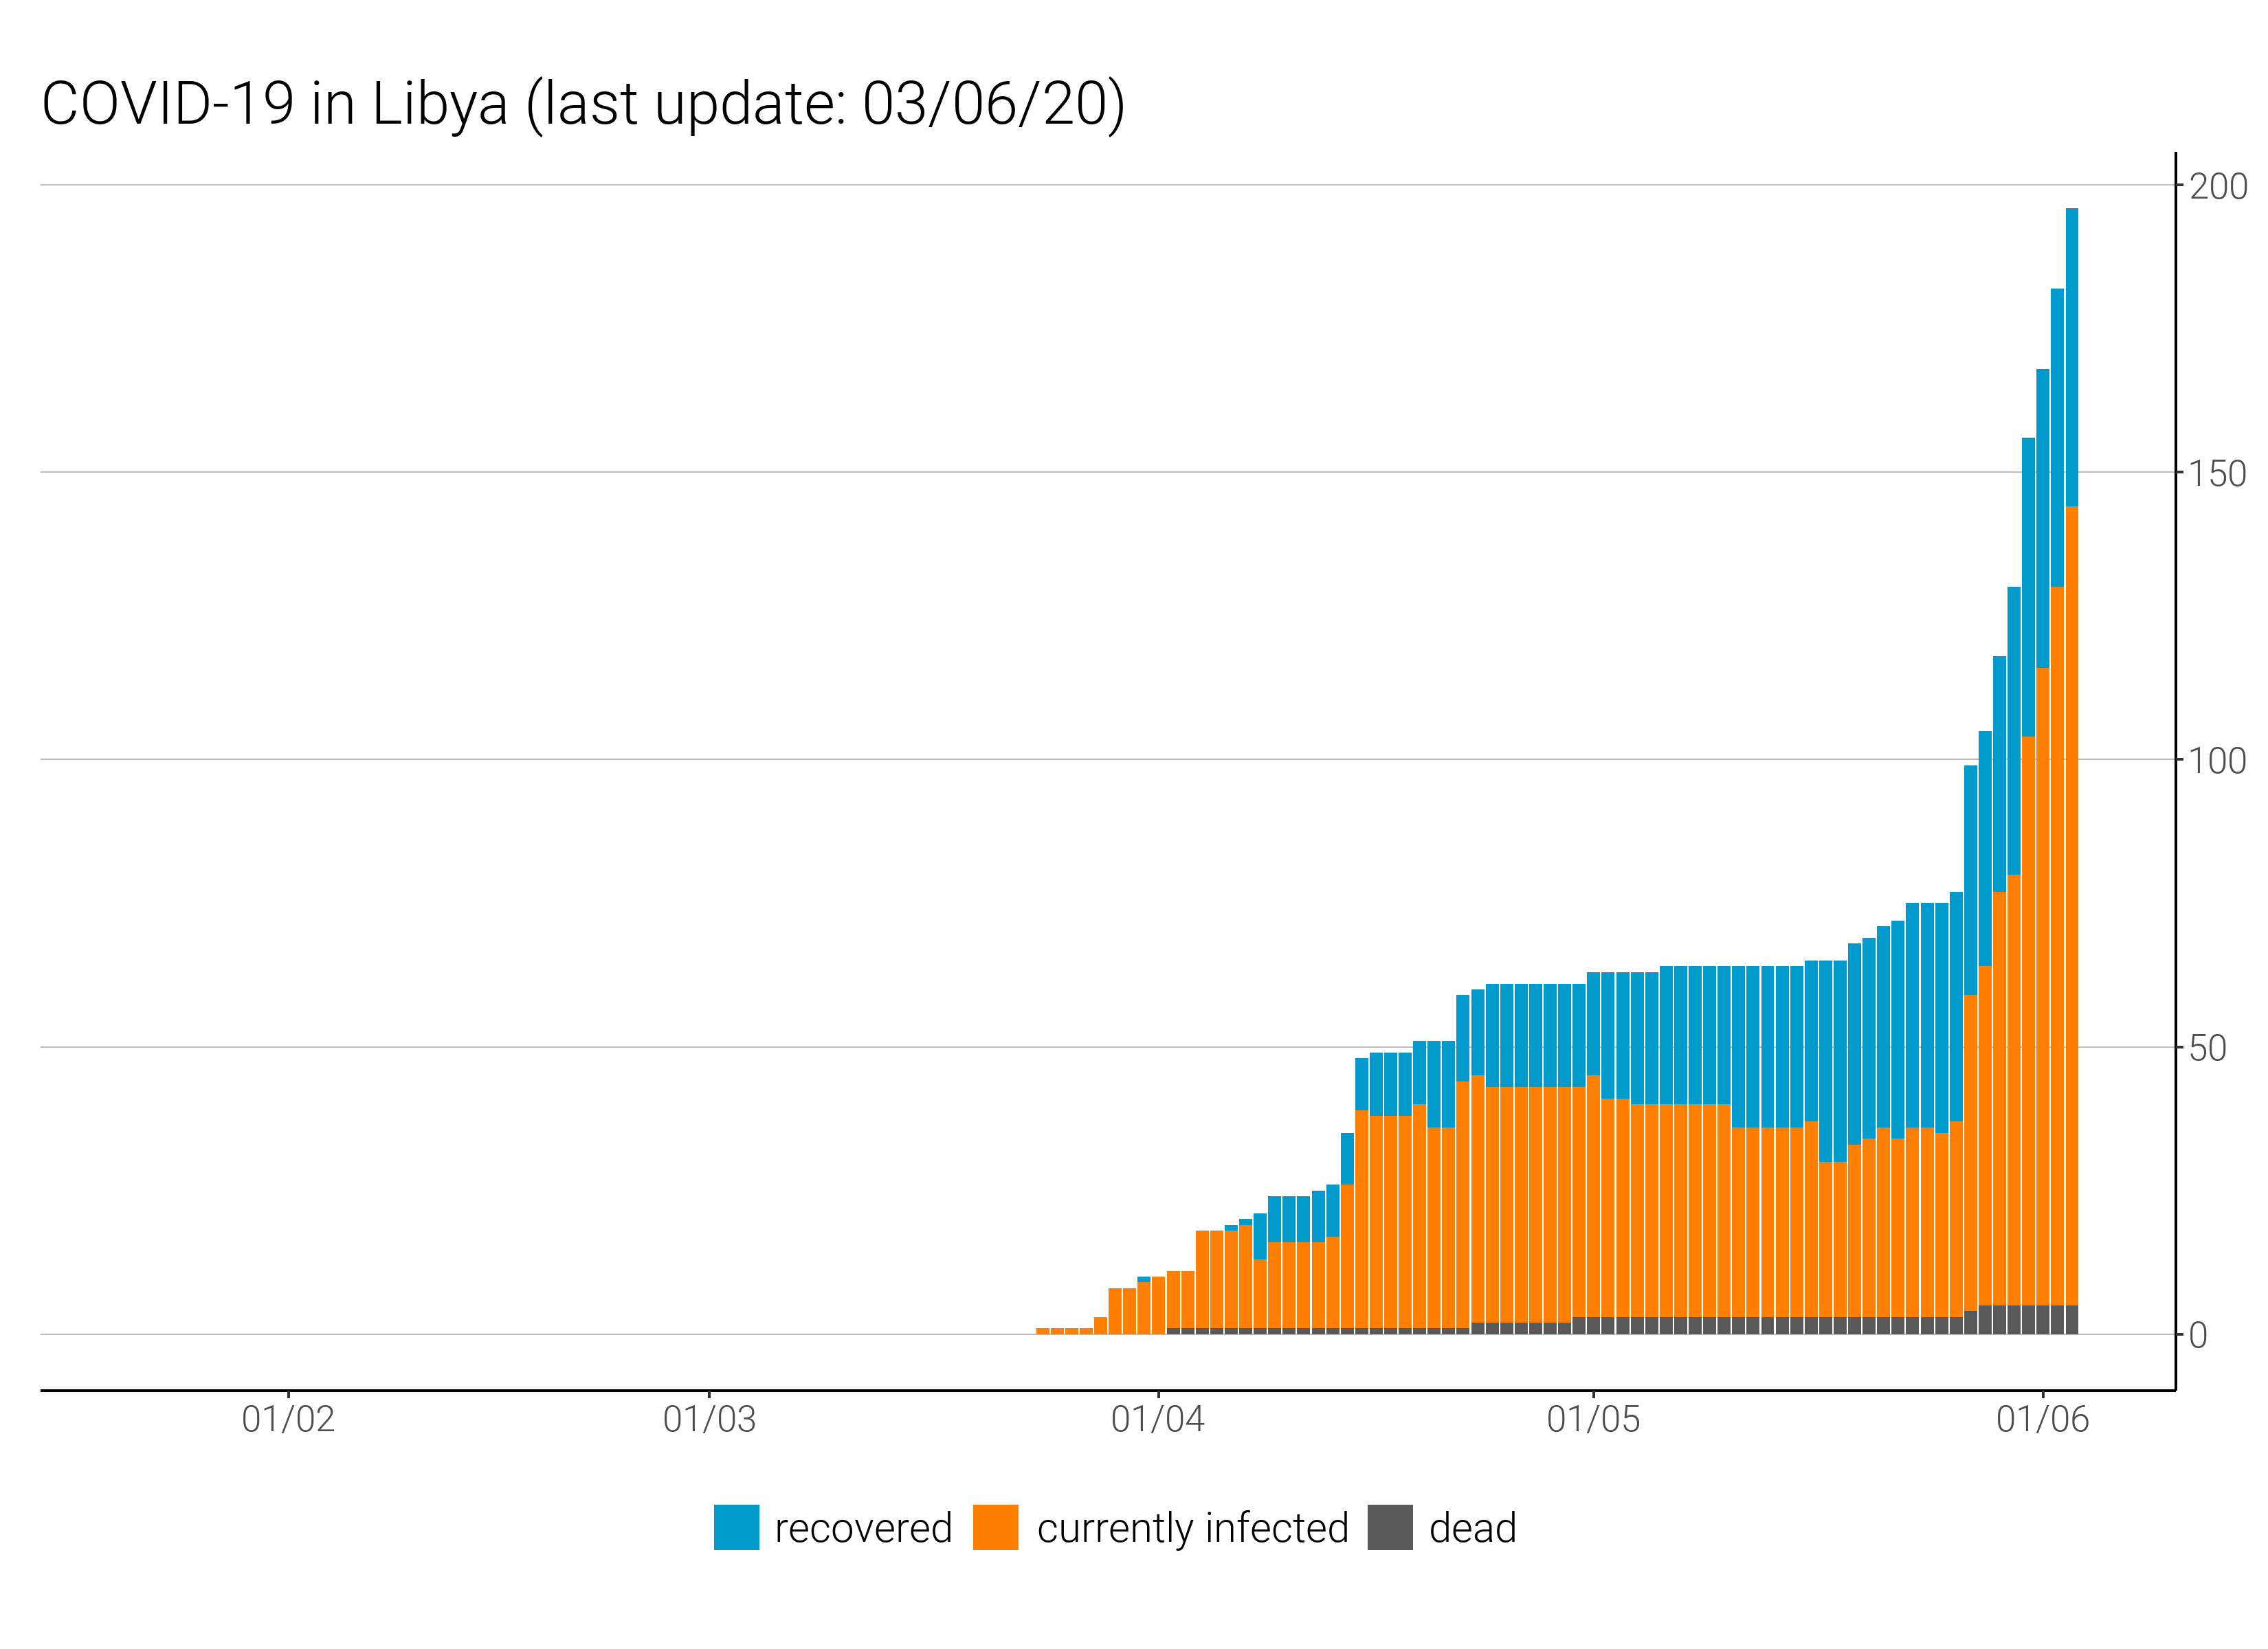 COVID-19 in Libya (last update: 03/06/20)
200
150
100
50
0
01/02 01/03 01/04 01/05 01/06
recovered currently infected dead